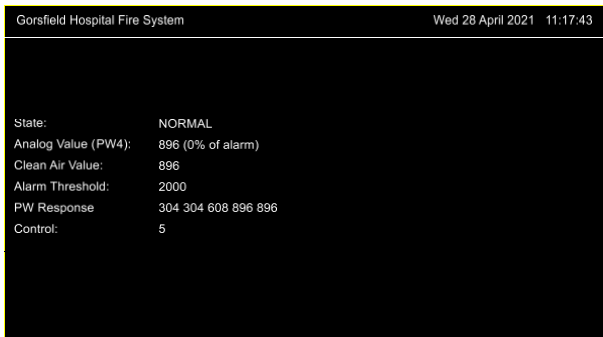 Gorsfield Hospital Fire System Wed 28 April 2021 11:17:43
State: NORMAL
Analog Value (PW4): 896 (0% of alarm)
Clean Air Value: 896
Alarm Threshold: 2000
PW Response 304 304 608 896 896
Control: 5